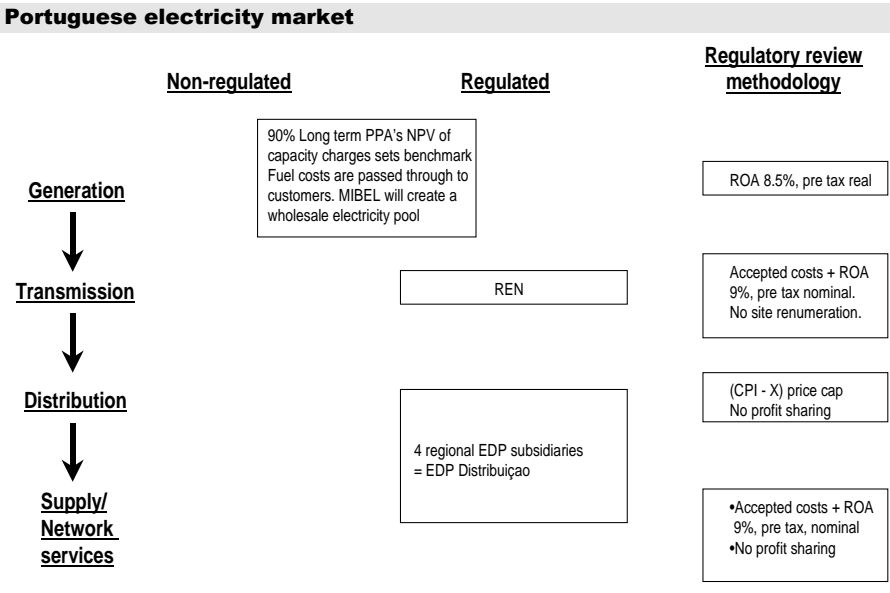 Portuguese electricity market
Non-regulated
Regulated
Regulatory review
methodology
Generation
90% Long term PPA's NPV of
capacity charges sets benchmark
Fuel costs are passed through to
customers. MIBEL will create a
wholesale electricity pool
ROA 8.5%, pre tax real
Transmission
REN
Accepted costs + ROA
9%, pre tax nominal.
No site renumeration.
Distribution
4 regional EDP subsidiaries
= EDP Distribuiçao
(CPI - X) price cap
No profit sharing
Supply/
Network
services
•Accepted costs + ROA
9%, pre tax, nominal
•No profit sharing